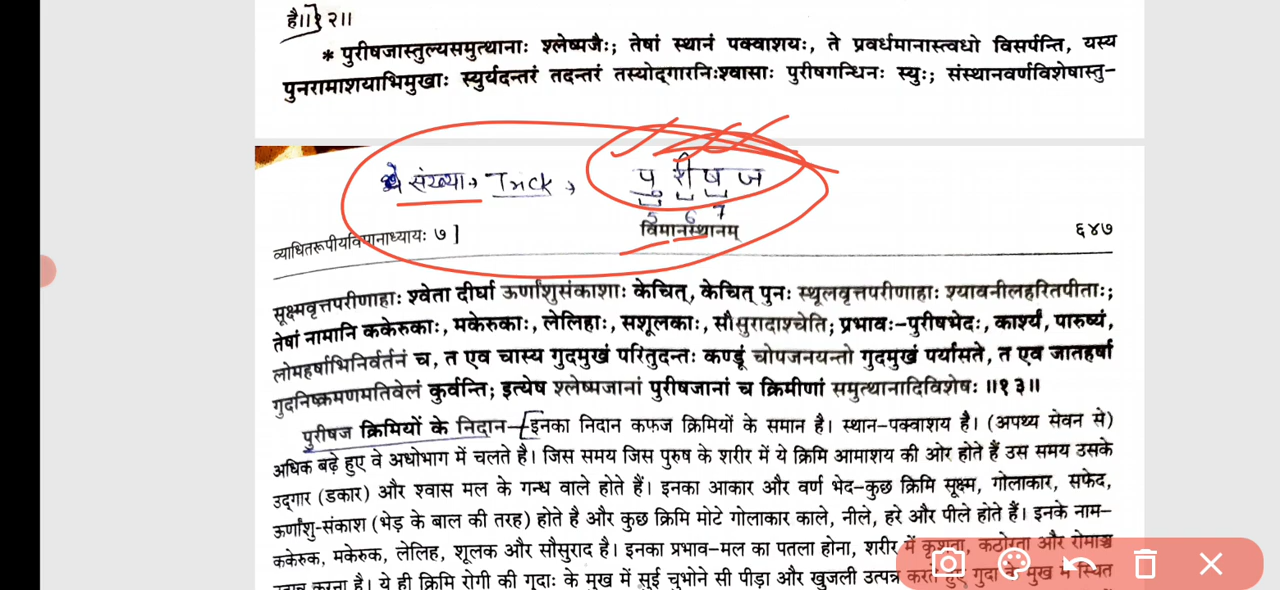 है॥१२॥
* पुरीषजास्तुल्यसमुत्थानाः श्लेष्मजैः; तेषां स्थानं पक्वाशयः, ते प्रवर्धमानास्त्वधो विसर्पन्ति, यस्य
पुनरामाशयाभिमुखाः स्युर्यदन्तरं तदन्तरं तस्योद्गारनिःश्वासाः पुरीषगन्धिनः स्युः; संस्थानवर्णविशेषास्तु-
संख्या → Trick → पु री ष ज
5 6 7
व्याधितरूपीयविमानाध्यायः ७ ] विमानस्थानम् ६४७
सूक्ष्मवृत्तपरीणाहाः श्वेता दीर्घा ऊर्णांशुसंकाशाः केचित्, केचित् पुनः स्थूलवृत्तपरीणाहाः श्यावनीलहरितपीताः;
तेषां नामानि ककेरुकाः, मकेरुकाः, लेलिहाः, सशूलकाः, सौसुरादाश्चेति; प्रभावः-पुरीषभेदः, कार्श्यं, पारुष्यं,
लोमहर्षाभिनिर्वर्तनं च, त एव चास्य गुदमुखं परितुदन्तः कण्डूं चोपजनयन्तो गुदमुखं पर्यासते, त एव जातहर्षा
गुदनिष्क्रमणमतिवेलं कुर्वन्ति; इत्येष श्लेष्मजानां पुरीषजानां च क्रिमीणां समुत्थानादिविशेषः ॥१३॥
पुरीषज क्रिमियों के निदान-[इनका निदान कफज क्रिमियों के समान है। स्थान-पक्वाशय है। (अपथ्य सेवन से)
अधिक बढ़े हुए वे अधोभाग में चलते है। जिस समय जिस पुरुष के शरीर में ये क्रिमि आमाशय की ओर होते हैं उस समय उसके
उद्गार (डकार) और श्वास मल के गन्ध वाले होते हैं। इनका आकार और वर्ण भेद-कुछ क्रिमि सूक्ष्म, गोलाकार, सफेद,
ऊर्णांशु-संकाश (भेड़ के बाल की तरह) होते है और कुछ क्रिमि मोटे गोलाकार काले, नीले, हरे और पीले होते हैं। इनके नाम-
ककेरुक, मकेरुक, लेलिह, शूलक और सौसुराद है। इनका प्रभाव-मल का पतला होना, शरीर में कृशता, कठोरता और रोमाञ्च
करना है। ये ही क्रिमि रोगी की गुदाः के मुख में सुई चुभोने सी पीड़ा और खुजली उत्पन्न करते हुए गुदा के मुख में स्थित